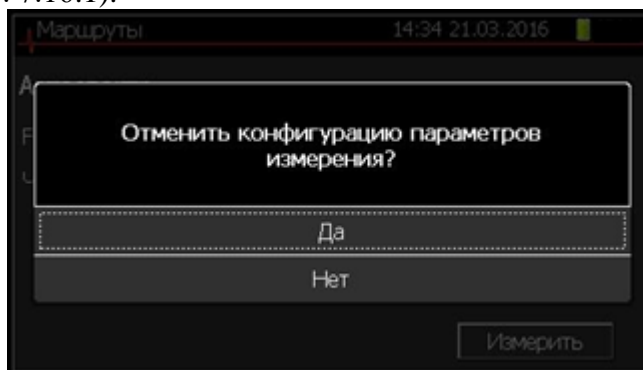 7.10.1).
Маршруты 14:34 21.03.2016
Отменить конфигурацию параметров
измерения?
Да
Нет
Измерить